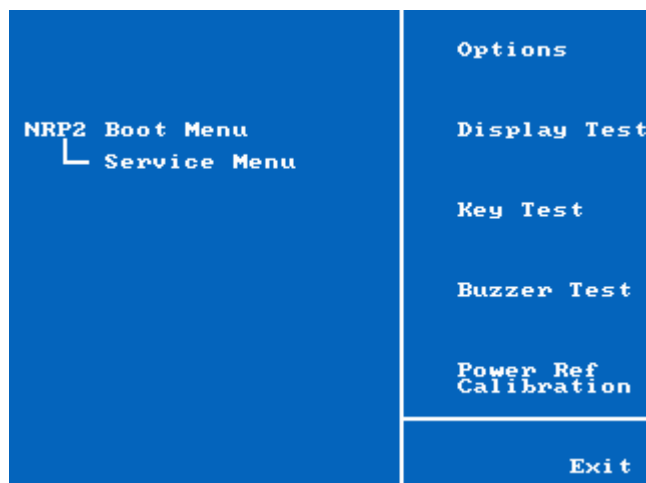 NRP2 Boot Menu
Service Menu
Options
Display Test
Key Test
Buzzer Test
Power Ref
Calibration
Exit